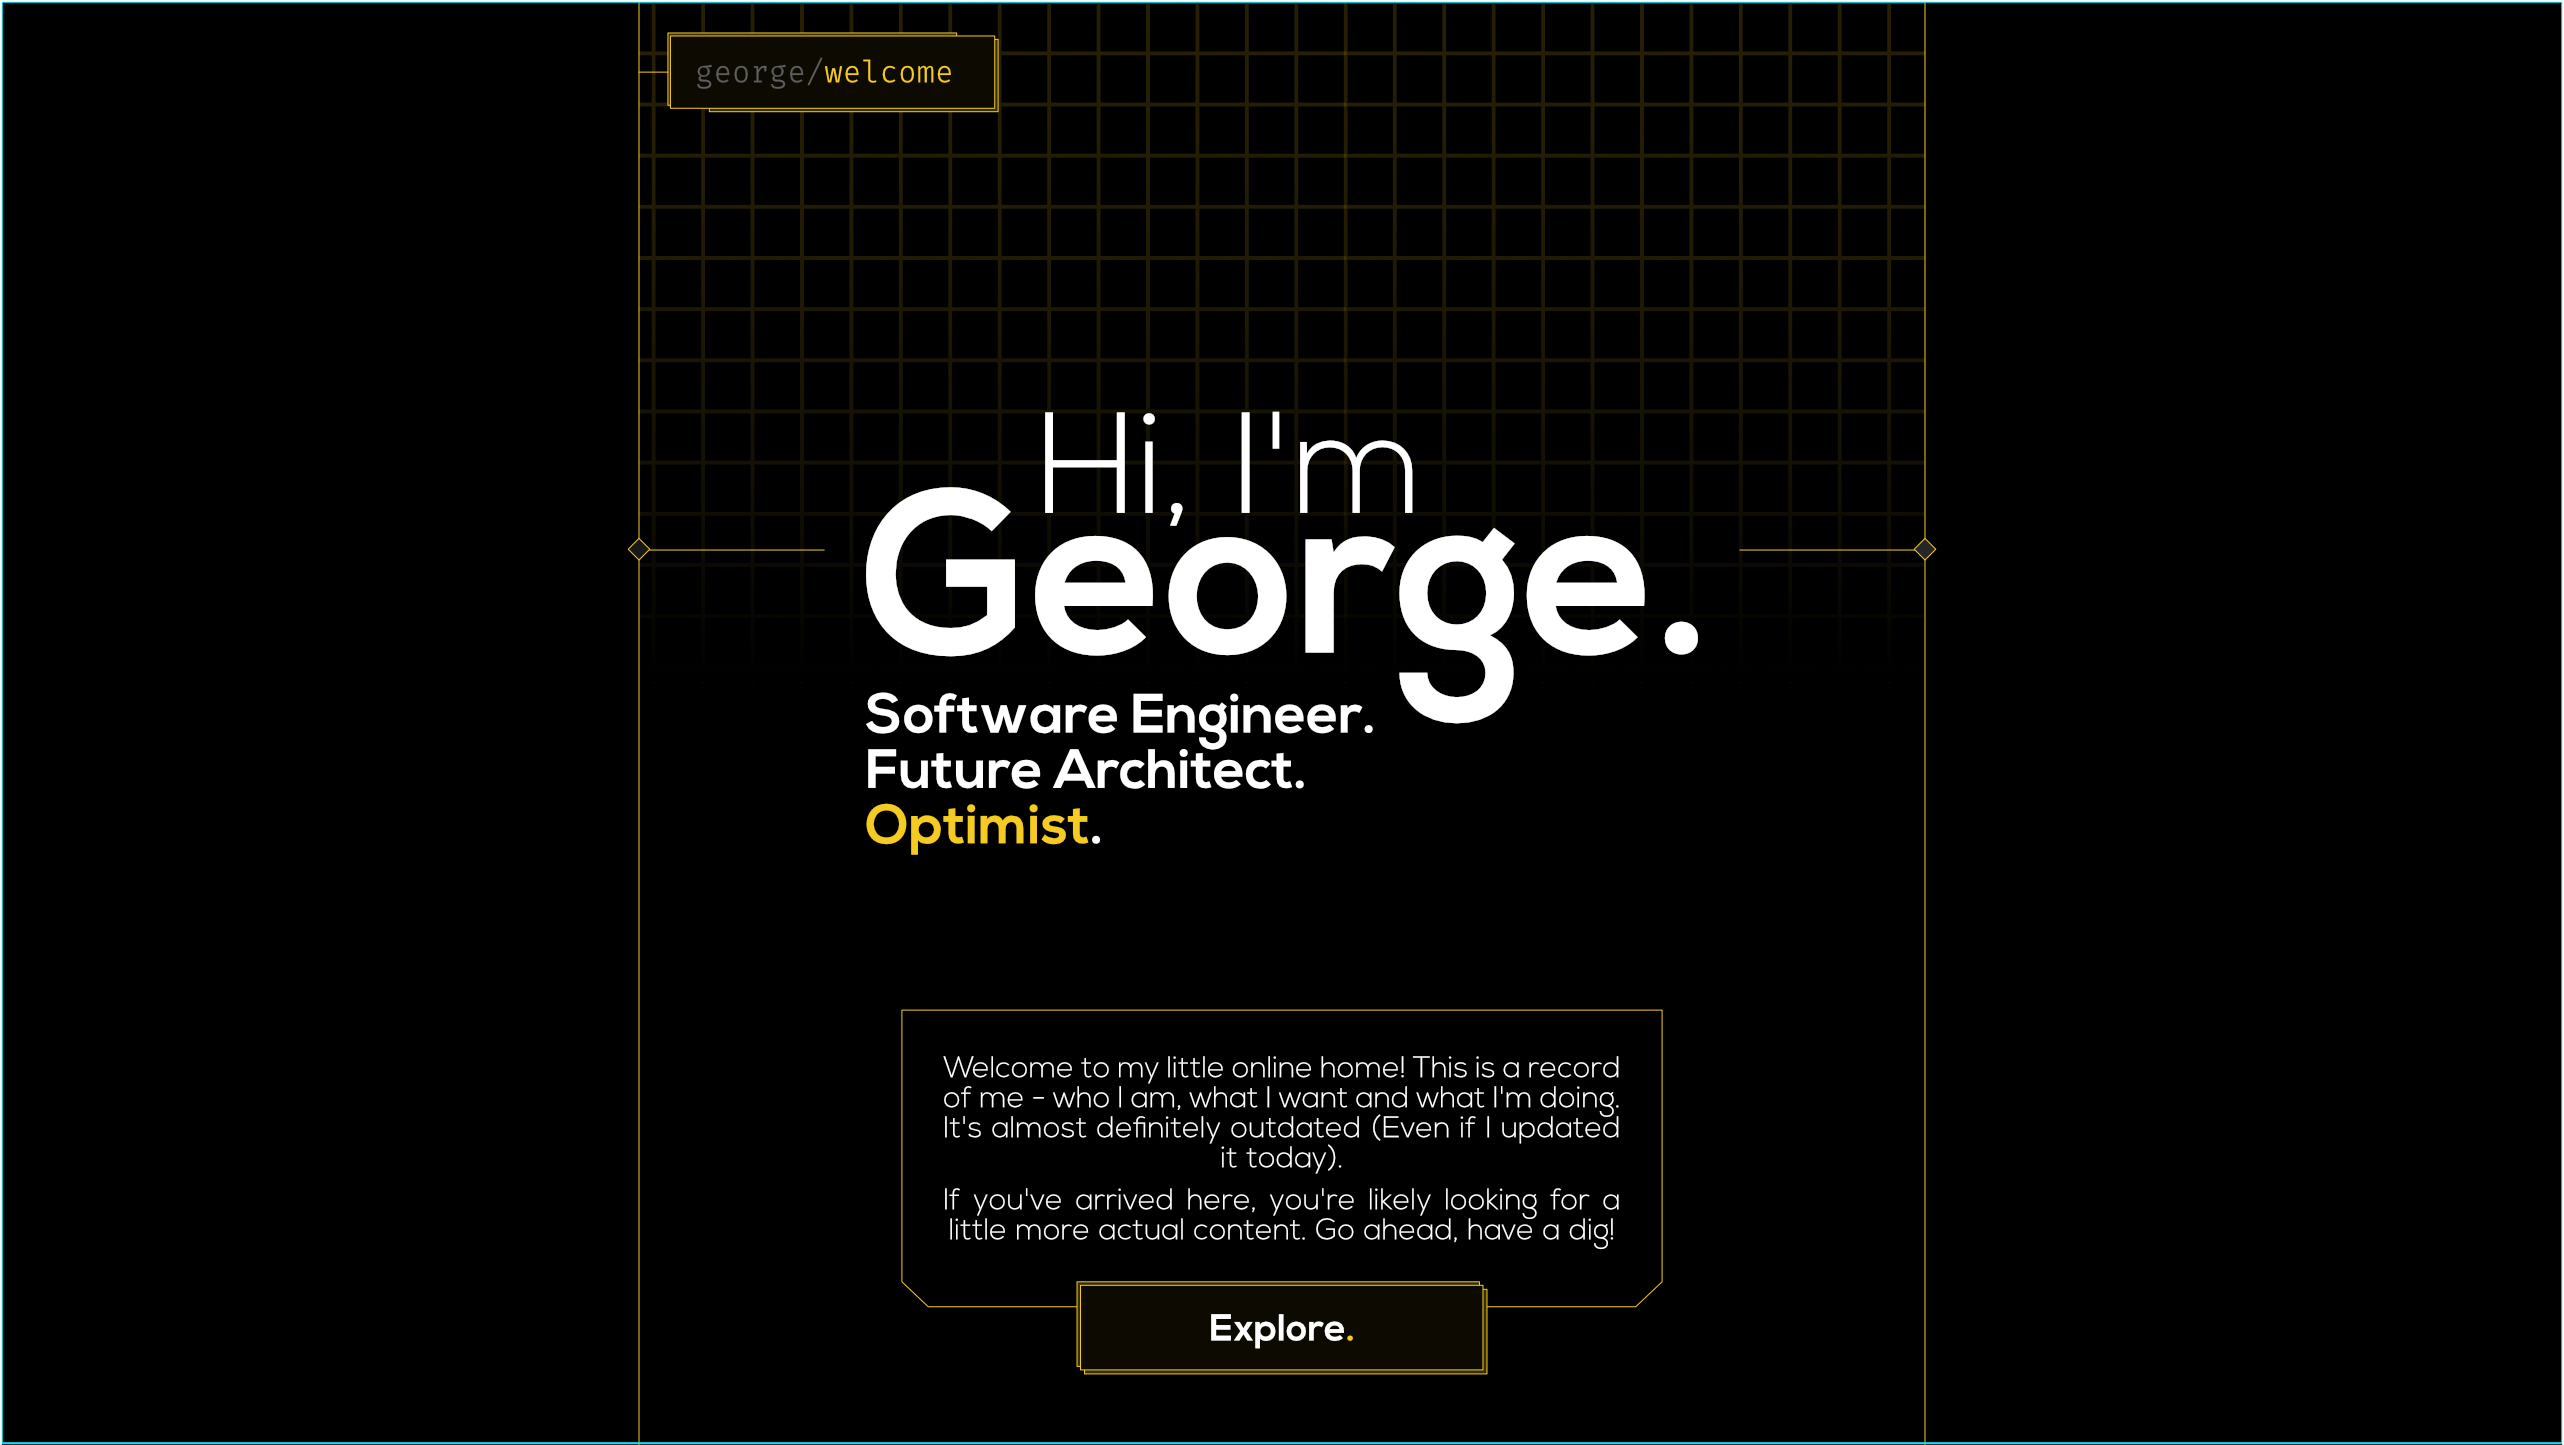 george/welcome
Hi, I'm
George.
Software Engineer.
Future Architect.
Optimist.
Welcome to my little online home! This is a record
of me - who I am, what I want and what I'm doing.
It's almost definitely outdated (Even if I updated
it today).
If you've arrived here, you're likely looking for a
little more actual content. Go ahead, have a dig!
Explore.